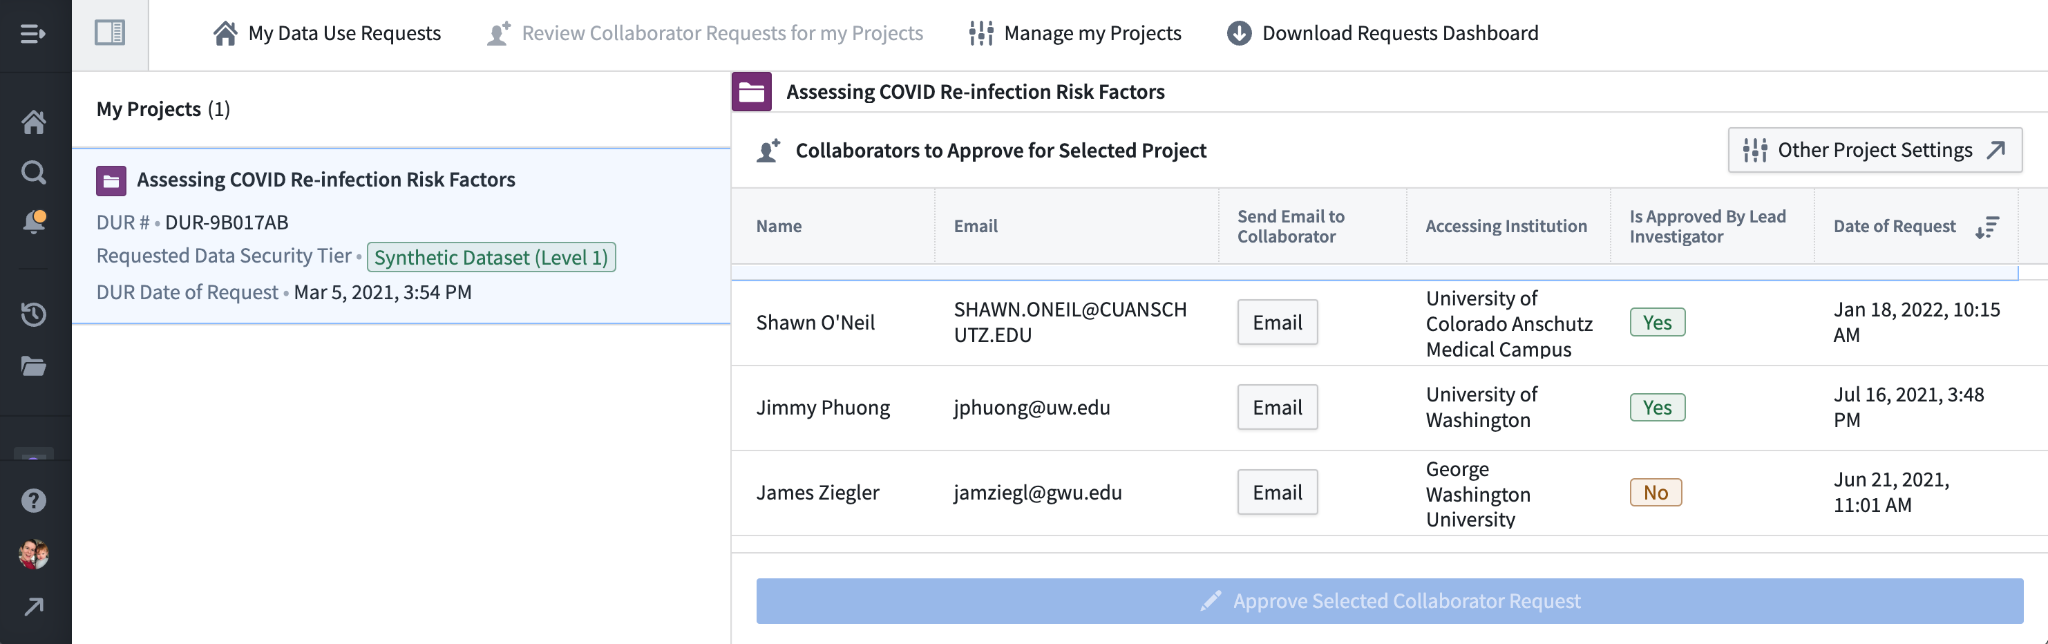 My Data Use Requests
Review Collaborator Requests for my Projects
Manage my Projects
Download Requests Dashboard
My Projects (1)
Assessing COVID Re-infection Risk Factors
DUR # • DUR-9B017AB
Requested Data Security Tier • Synthetic Dataset (Level 1)
DUR Date of Request • Mar 5, 2021, 3:54 PM
Assessing COVID Re-infection Risk Factors
Collaborators to Approve for Selected Project
Other Project Settings
Name
Email
Send Email to
Collaborator
Accessing Institution
Is Approved By Lead
Investigator
Date of Request
Shawn O'Neil
SHAWN.ONEIL@CUANSCH
UTZ.EDU
Email
University of
Colorado Anschutz
Medical Campus
Yes
Jan 18, 2022, 10:15
AM
Jimmy Phuong
jphuong@uw.edu
Email
University of
Washington
Yes
Jul 16, 2021, 3:48
PM
James Ziegler
jamziegl@gwu.edu
Email
George
Washington
University
No
Jun 21, 2021,
11:01 AM
Approve Selected Collaborator Request